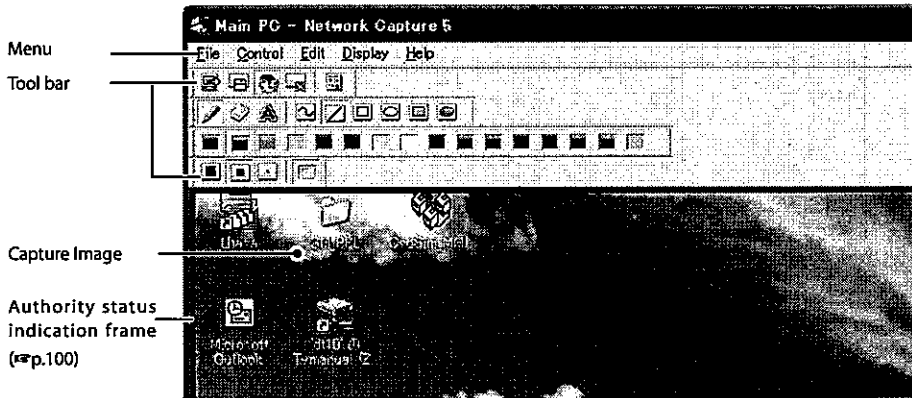 Main PC - Network Capture 5
Menu
File Control Edit Display Help
Tool bar
Capture Image
Authority status
indication frame
(☞p.100)
Microsoft
Outlook